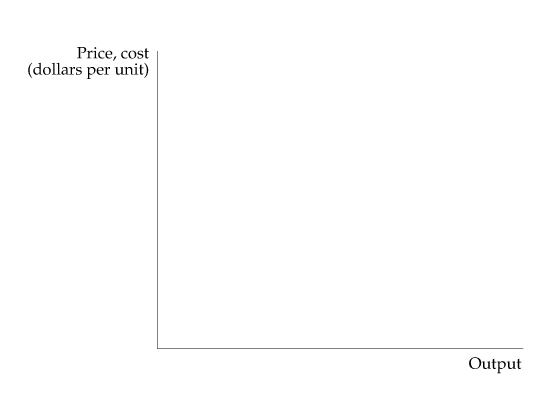 Price, cost
(dollars per unit)
Output